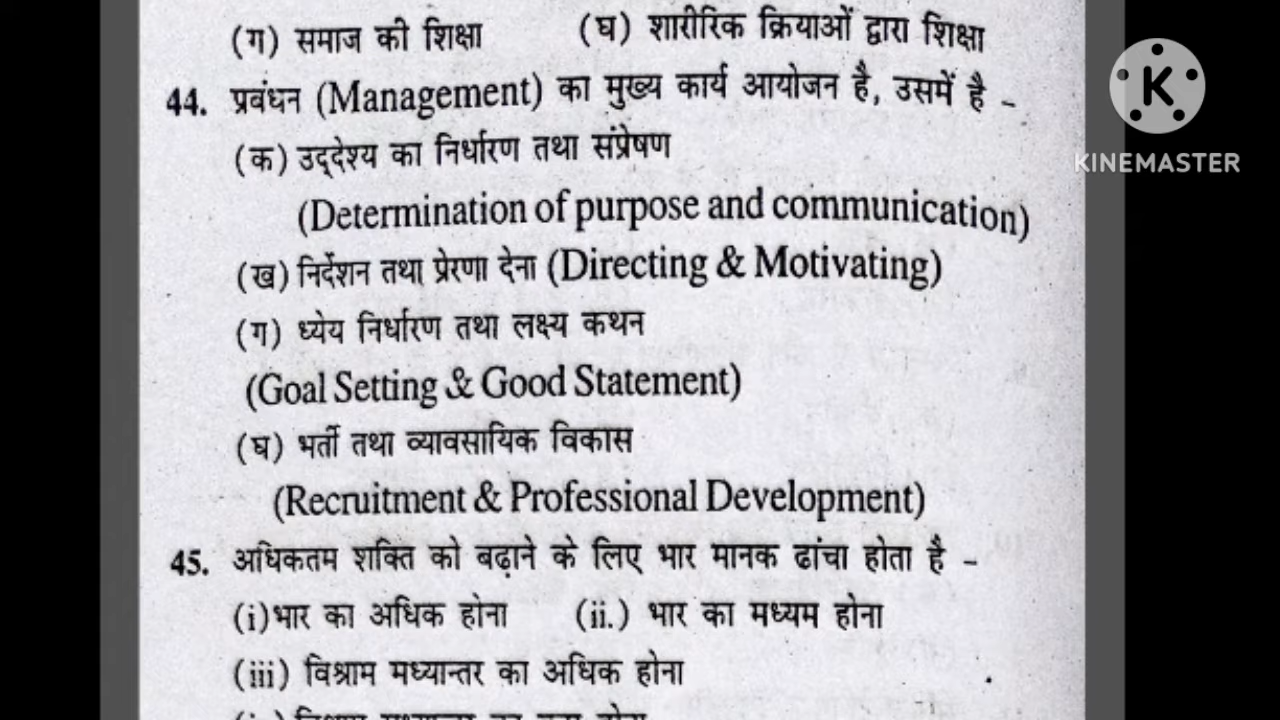 (ग) समाज की शिक्षा (घ) शारीरिक क्रियाओं द्वारा शिक्षा
44. प्रवंधन (Management) का मुख्य कार्य आयोजन है, उसमें है -
(क) उद्देश्य का निर्धारण तथा संप्रेषण
(Determination of purpose and communication)
(ख) निर्देशन तथा प्रेरणा देना (Directing & Motivating)
(ग) ध्येय निर्धारण तथा लक्ष्य कथन
(Goal Setting & Good Statement)
(घ) भर्ती तथा व्यावसायिक विकास
(Recruitment & Professional Development)
45. अधिकतम शक्ति को बढ़ाने के लिए भार मानक ढांचा होता है -
(i) भार का अधिक होना (ii.) भार का मध्यम होना
(iii) विश्राम मध्यान्तर का अधिक होना
K
KINEMASTER